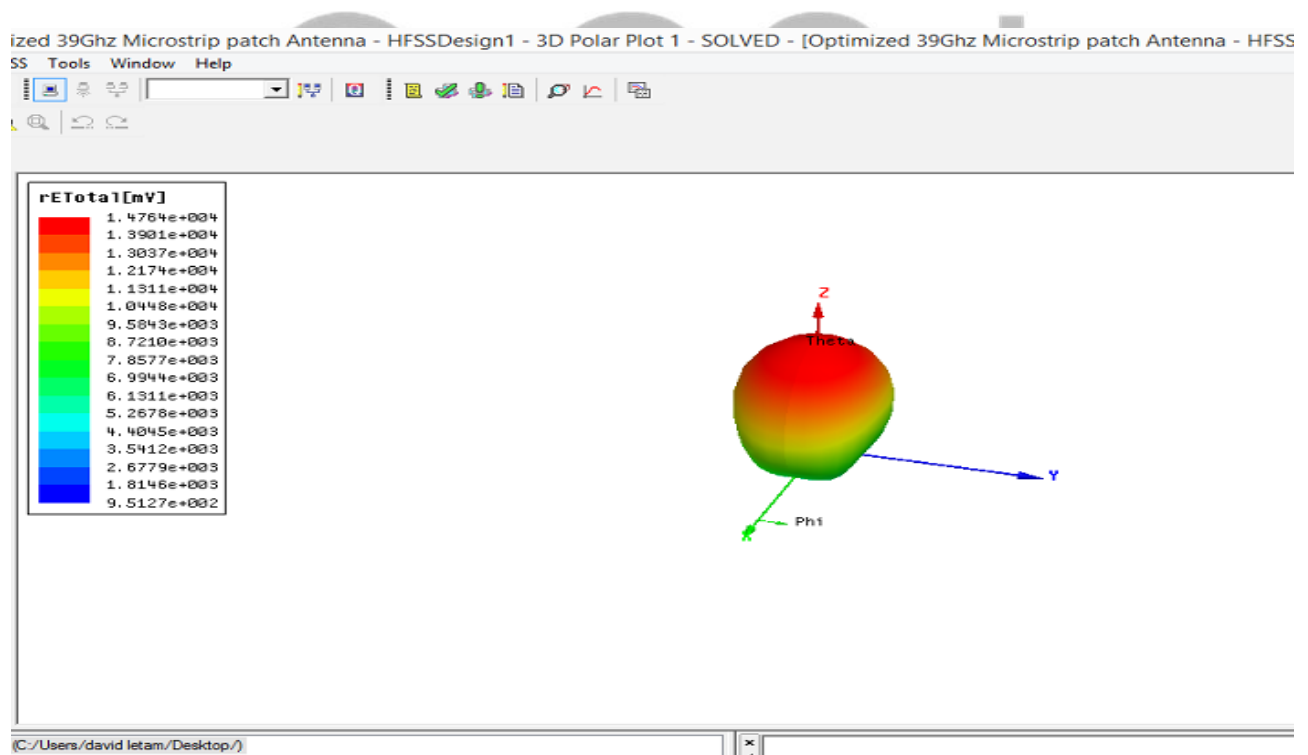 ized 39Ghz Microstrip patch Antenna - HFSSDesign1 - 3D Polar Plot 1 - SOLVED - [Optimized 39Ghz Microstrip patch Antenna - HFSS
SS Tools Window Help
rETotal[mV]
1.4764e+004
1.3901e+004
1.3037e+004
1.2174e+004
1.1311e+004
1.0448e+004
9.5843e+003
8.7210e+003
7.8577e+003
6.9944e+003
6.1311e+003
5.2678e+003
4.4045e+003
3.5412e+003
2.6779e+003
1.8146e+003
9.5127e+002
Z
Theta
Y
Phi
X
(C:/Users/david letam/Desktop/)